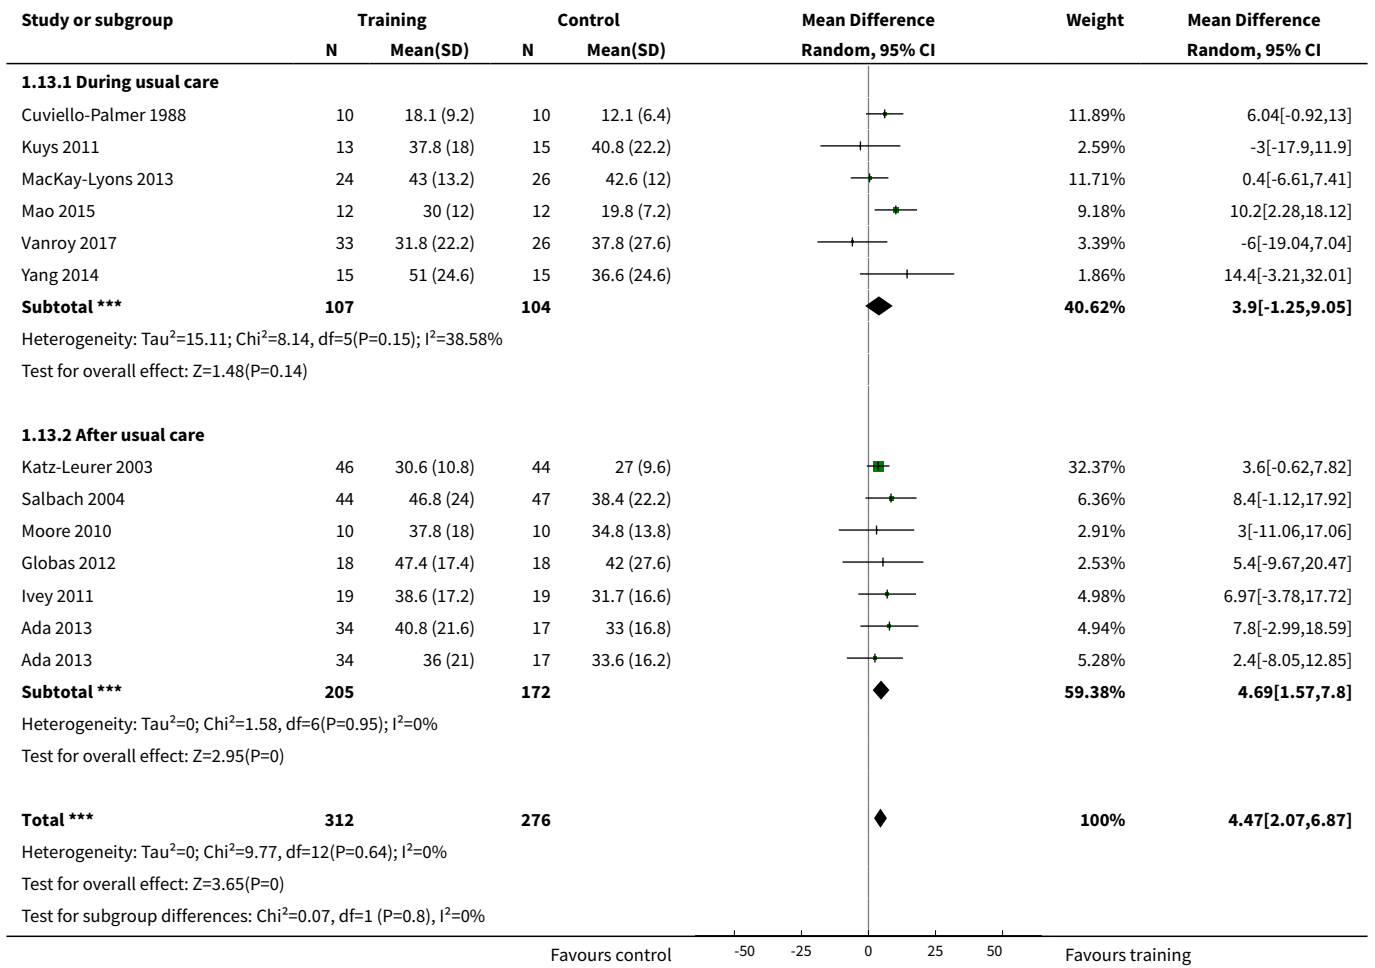 Study or subgroup Training Control Mean Difference Weight Mean Difference
N Mean(SD) N Mean(SD) Random, 95% CI Random, 95% CI
1.13.1 During usual care
Cuviello-Palmer 1988 10 18.1 (9.2) 10 12.1 (6.4) 11.89% 6.04[-0.92,13]
Kuys 2011 13 37.8 (18) 15 40.8 (22.2) 2.59% -3[-17.9,11.9]
MacKay-Lyons 2013 24 43 (13.2) 26 42.6 (12) 11.71% 0.4[-6.61,7.41]
Mao 2015 12 30 (12) 12 19.8 (7.2) 9.18% 10.2[2.28,18.12]
Vanroy 2017 33 31.8 (22.2) 26 37.8 (27.6) 3.39% -6[-19.04,7.04]
Yang 2014 15 51 (24.6) 15 36.6 (24.6) 1.86% 14.4[-3.21,32.01]
Subtotal *** 107 104 40.62% 3.9[-1.25,9.05]
Heterogeneity: Tau²=15.11; Chi²=8.14, df=5(P=0.15); I²=38.58%
Test for overall effect: Z=1.48(P=0.14)
1.13.2 After usual care
Katz-Leurer 2003 46 30.6 (10.8) 44 27 (9.6) 32.37% 3.6[-0.62,7.82]
Salbach 2004 44 46.8 (24) 47 38.4 (22.2) 6.36% 8.4[-1.12,17.92]
Moore 2010 10 37.8 (18) 10 34.8 (13.8) 2.91% 3[-11.06,17.06]
Globas 2012 18 47.4 (17.4) 18 42 (27.6) 2.53% 5.4[-9.67,20.47]
Ivey 2011 19 38.6 (17.2) 19 31.7 (16.6) 4.98% 6.97[-3.78,17.72]
Ada 2013 34 40.8 (21.6) 17 33 (16.8) 4.94% 7.8[-2.99,18.59]
Ada 2013 34 36 (21) 17 33.6 (16.2) 5.28% 2.4[-8.05,12.85]
Subtotal *** 205 172 59.38% 4.69[1.57,7.8]
Heterogeneity: Tau²=0; Chi²=1.58, df=6(P=0.95); I²=0%
Test for overall effect: Z=2.95(P=0)
Total *** 312 276 100% 4.47[2.07,6.87]
Heterogeneity: Tau²=0; Chi²=9.77, df=12(P=0.64); I²=0%
Test for overall effect: Z=3.65(P=0)
Test for subgroup differences: Chi²=0.07, df=1 (P=0.8), I²=0%
Favours control -50 -25 0 25 50 Favours training